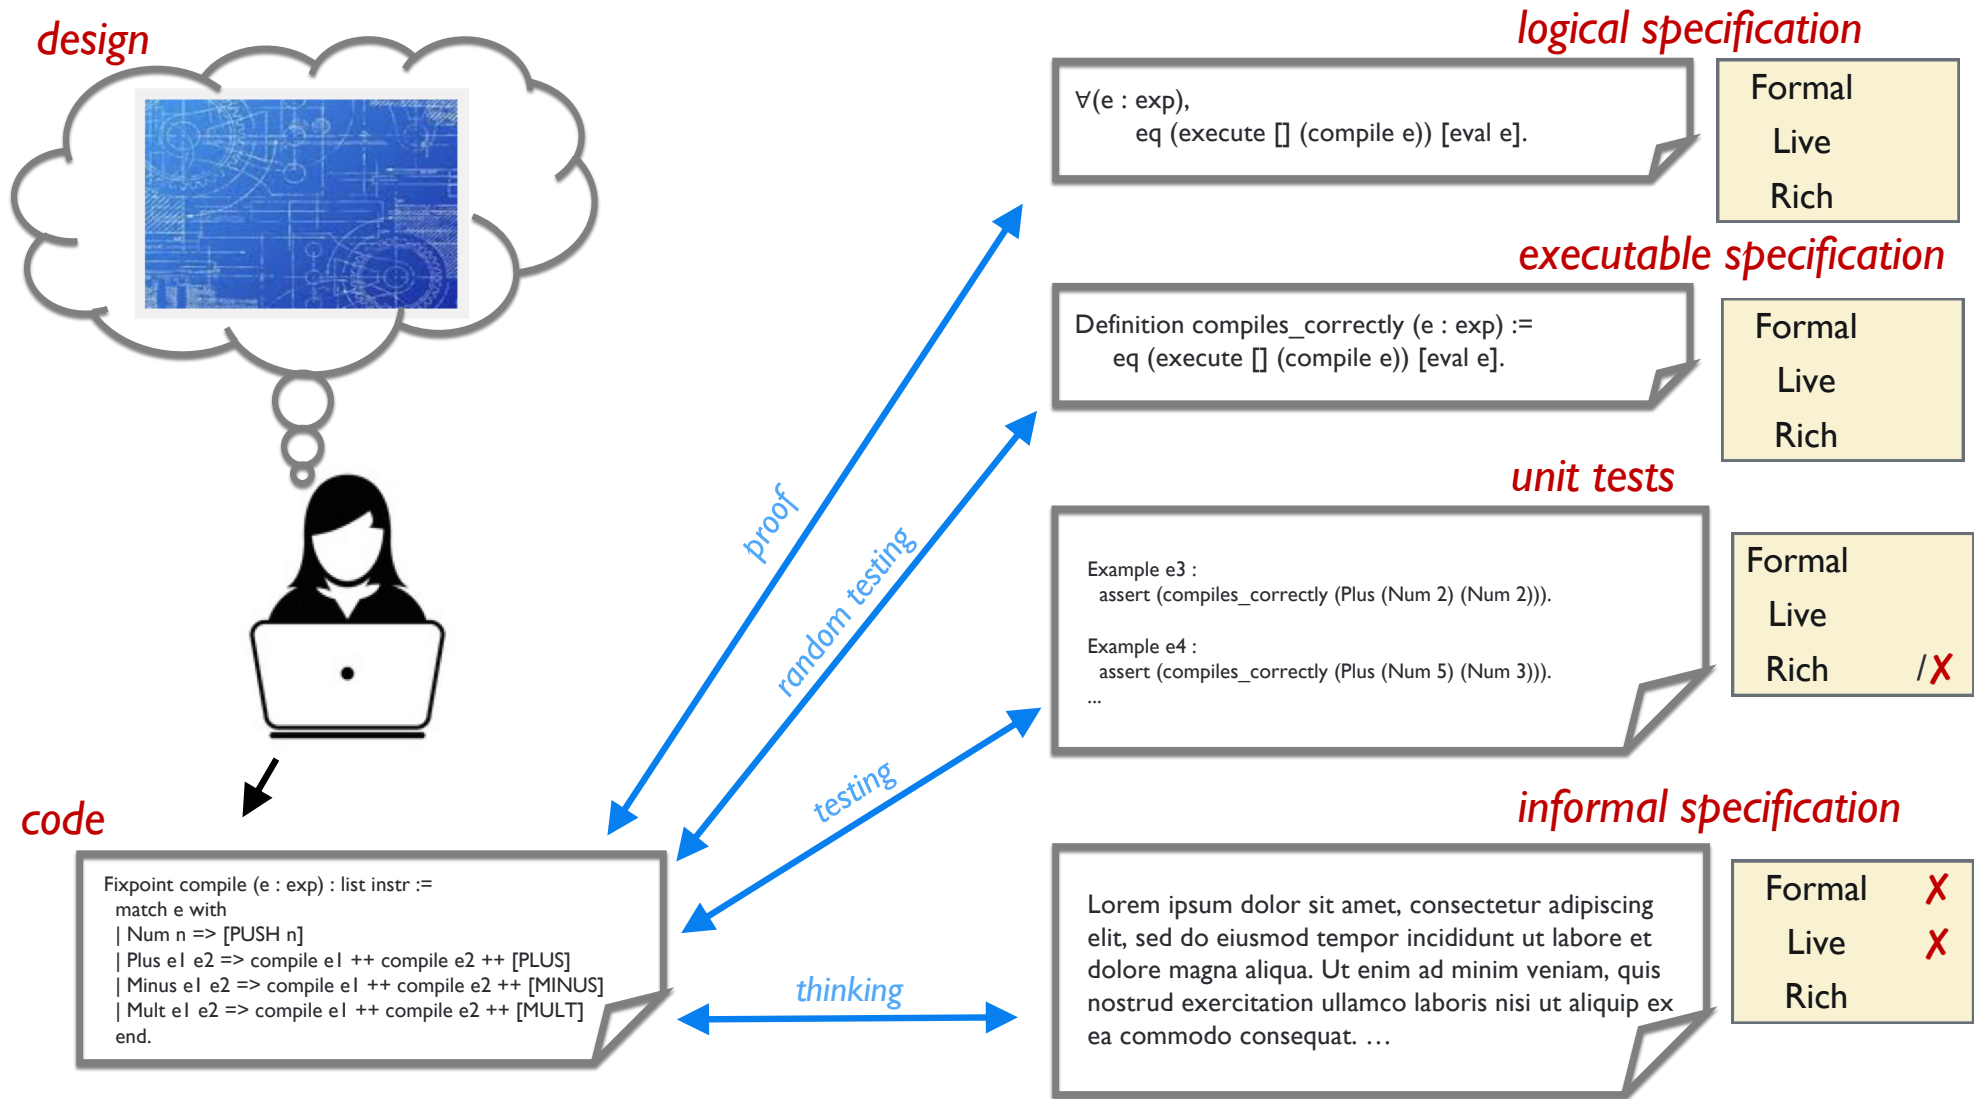 design
logical specification
∀(e : exp),
eq (execute [] (compile e)) [eval e].
Formal
Live
Rich
executable specification
Definition compiles_correctly (e : exp) :=
eq (execute [] (compile e)) [eval e].
Formal
Live
Rich
unit tests
Example e3 :
assert (compiles_correctly (Plus (Num 2) (Num 2))).
Example e4 :
assert (compiles_correctly (Plus (Num 5) (Num 3))).
...
Formal
Live
Rich /✗
proof
random testing
testing
thinking
code
Fixpoint compile (e : exp) : list instr :=
match e with
| Num n => [PUSH n]
| Plus e1 e2 => compile e1 ++ compile e2 ++ [PLUS]
| Minus e1 e2 => compile e1 ++ compile e2 ++ [MINUS]
| Mult e1 e2 => compile e1 ++ compile e2 ++ [MULT]
end.
informal specification
Lorem ipsum dolor sit amet, consectetur adipiscing
elit, sed do eiusmod tempor incididunt ut labore et
dolore magna aliqua. Ut enim ad minim veniam, quis
nostrud exercitation ullamco laboris nisi ut aliquip ex
ea commodo consequat. …
Formal ✗
Live ✗
Rich